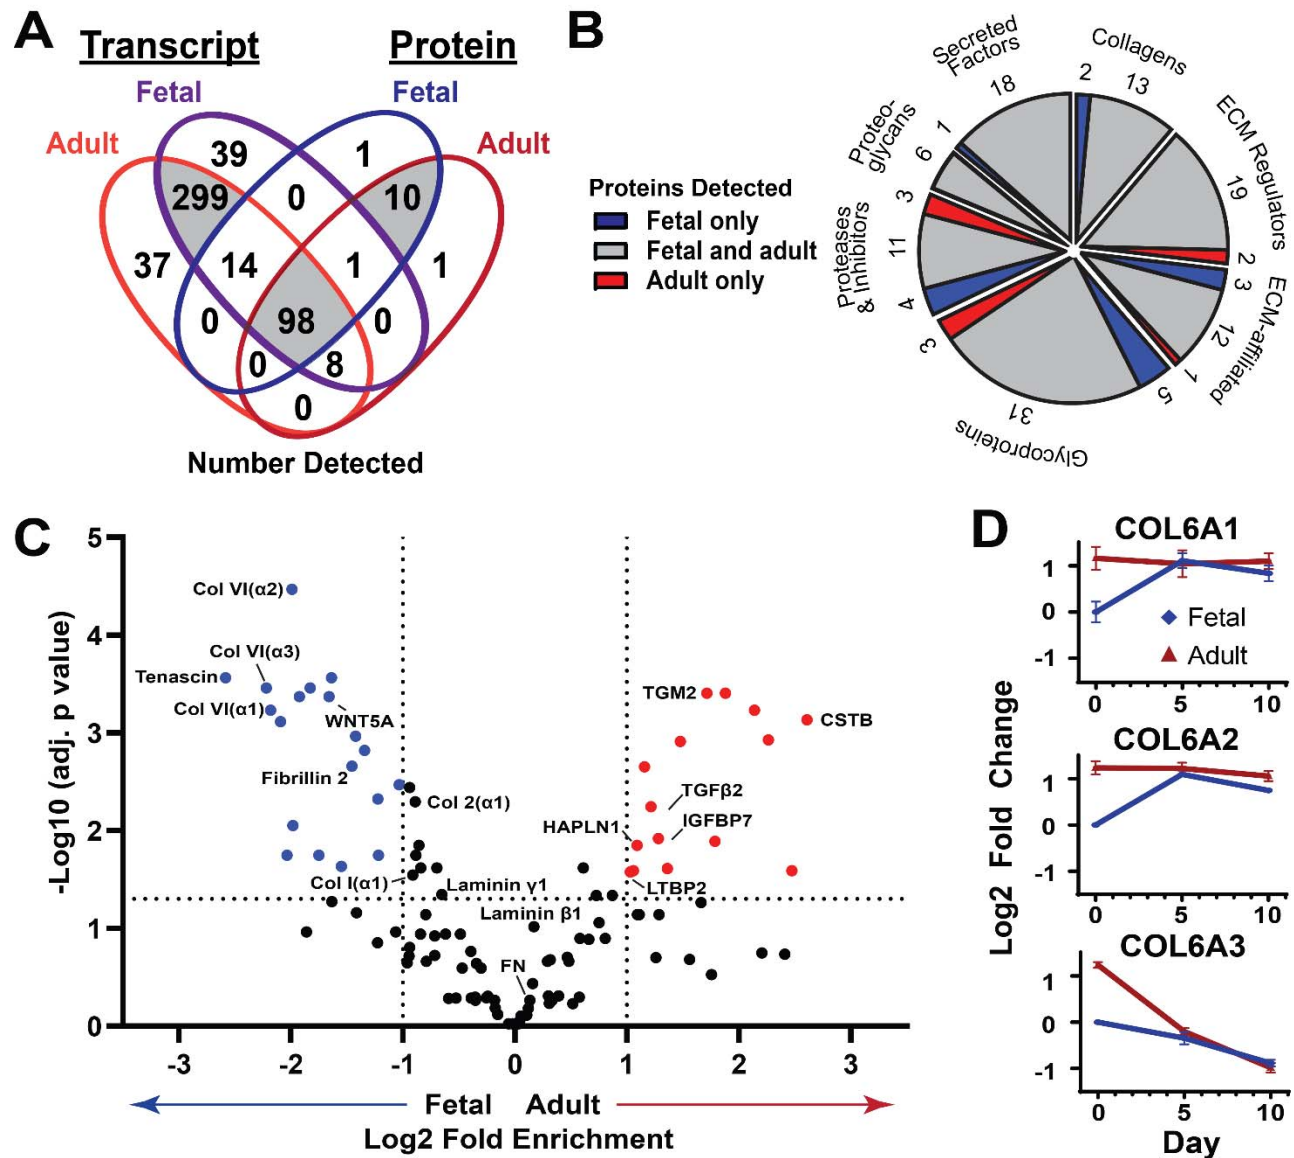 A
Transcript Protein
Fetal Fetal
Adult Adult
39 1
299 0 10
37 14 1 1
0 98 0
0 8
0
Number Detected
B
Proteins Detected
Fetal only
Fetal and adult
Adult only
Collagens
2 13
ECM Regulators
19 2
ECM-affiliated
3 12 1
Glycoproteins
5 31 3
Proteases
& Inhibitors
4 11 3
Proteo-
glycans
6 1
Secreted
Factors
18
C
-Log10 (adj. p value)
5
4
3
2
1
0
Col VI(α2)
Col VI(α3)
Tenascin
Col VI(α1)
WNT5A
Fibrillin 2
Col 2(α1)
Col I(α1)
Laminin γ1
Laminin β1
FN
TGM2
CSTB
TGFβ2
HAPLN1
IGFBP7
LTBP2
-3 -2 -1 0 1 2 3
Fetal Adult
Log2 Fold Enrichment
D
Log2 Fold Change
COL6A1
1
0
-1
Fetal
Adult
0 5 10
COL6A2
1
0
-1
0 5 10
COL6A3
1
0
-1
0 5 10
Day